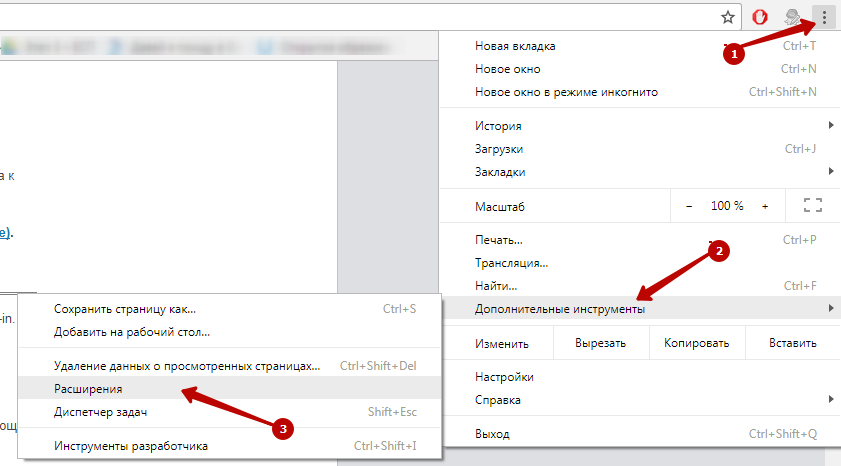 1
Новая вкладка Ctrl+T
Новое окно Ctrl+N
Новое окно в режиме инкогнито Ctrl+Shift+N
История
Загрузки Ctrl+J
Закладки
а к
Масштаб − 100 % +
е).
Печать... Ctrl+P
2
Трансляция...
Найти... Ctrl+F
Дополнительные инструменты
Изменить Вырезать Копировать Вставить
Настройки
Справка
Выход Ctrl+Shift+Q
-in.
Сохранить страницу как... Ctrl+S
Добавить на рабочий стол...
Удаление данных о просмотренных страницах... Ctrl+Shift+Del
Расширения
3
Диспетчер задач Shift+Esc
ющ
Инструменты разработчика Ctrl+Shift+I